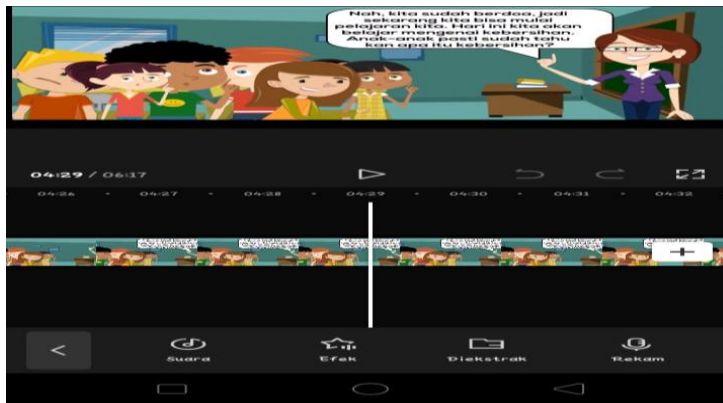 Nah, kita sudah berdoa, jadi
sekarang kita bisa mulai
pelajaran kita. Hari ini kita akan
belajar mengenai kebersihan.
Anak-anak pasti sudah tahu
kan apa itu kebersihan?
04:29 / 06:17
04:26 04:27 04:28 04:29 04:30 04:31 04:32
Suara Efek Diekstrak Rekam